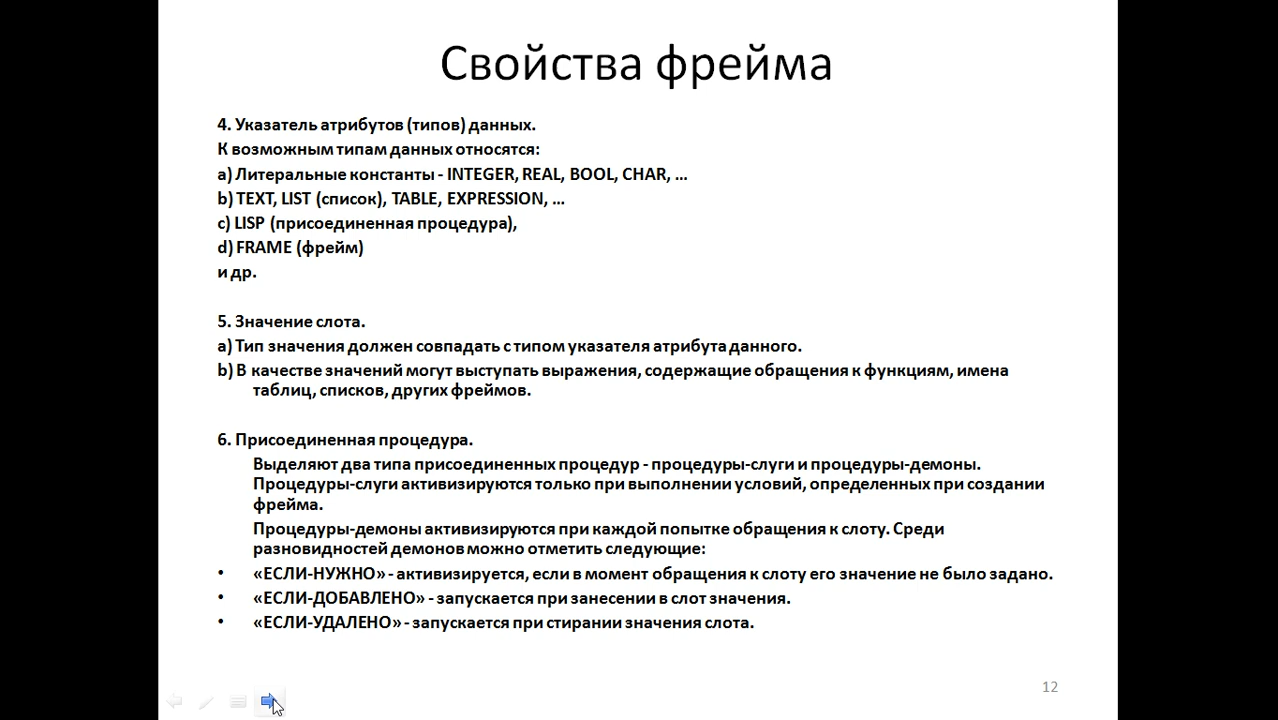 Свойства фрейма
4. Указатель атрибутов (типов) данных.
К возможным типам данных относятся:
a) Литеральные константы - INTEGER, REAL, BOOL, CHAR, ...
b) TEXT, LIST (список), TABLE, EXPRESSION, ...
c) LISP (присоединенная процедура),
d) FRAME (фрейм)
и др.
5. Значение слота.
a) Тип значения должен совпадать с типом указателя атрибута данного.
b) В качестве значений могут выступать выражения, содержащие обращения к функциям, имена
таблиц, списков, других фреймов.
6. Присоединенная процедура.
Выделяют два типа присоединенных процедур - процедуры-слуги и процедуры-демоны.
Процедуры-слуги активизируются только при выполнении условий, определенных при создании
фрейма.
Процедуры-демоны активизируются при каждой попытке обращения к слоту. Среди
разновидностей демонов можно отметить следующие:
• «ЕСЛИ-НУЖНО» - активизируется, если в момент обращения к слоту его значение не было задано.
• «ЕСЛИ-ДОБАВЛЕНО» - запускается при занесении в слот значения.
• «ЕСЛИ-УДАЛЕНО» - запускается при стирании значения слота.
12